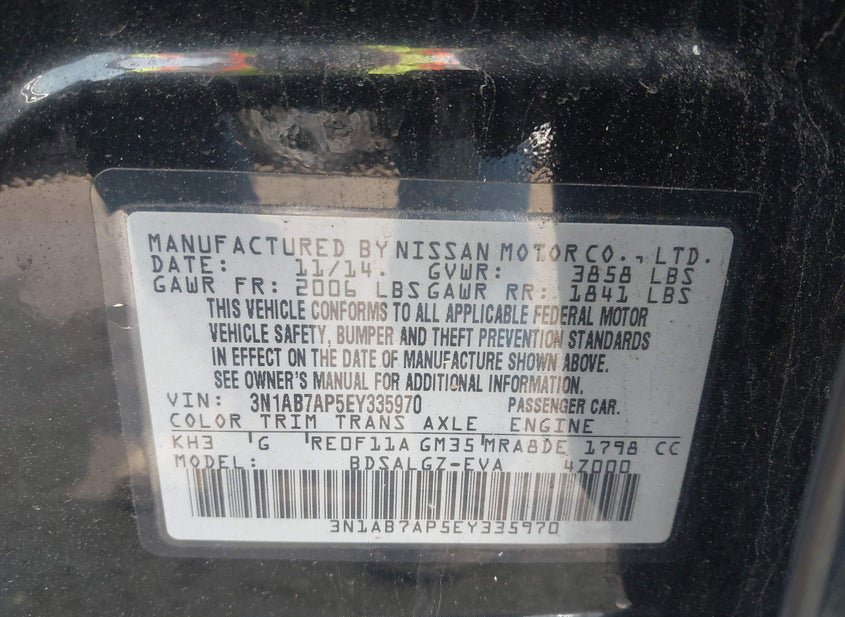 MANUFACTURED BY NISSAN MOTOR CO., LTD.
DATE: 11/14. GVWR: 3858 LBS
GAWR FR: 2006 LBS GAWR RR: 1841 LBS
THIS VEHICLE CONFORMS TO ALL APPLICABLE FEDERAL MOTOR
VEHICLE SAFETY, BUMPER AND THEFT PREVENTION STANDARDS
IN EFFECT ON THE DATE OF MANUFACTURE SHOWN ABOVE.
SEE OWNER'S MANUAL FOR ADDITIONAL INFORMATION.
VIN: 3N1AB7AP5EY335970 PASSENGER CAR.
COLOR TRIM TRANS AXLE ENGINE
KH3 G RE0F11A GM35 MRA8DE 1798 CC
MODEL: BDSALGZ-EVA 4Z000
3N1AB7AP5EY335970